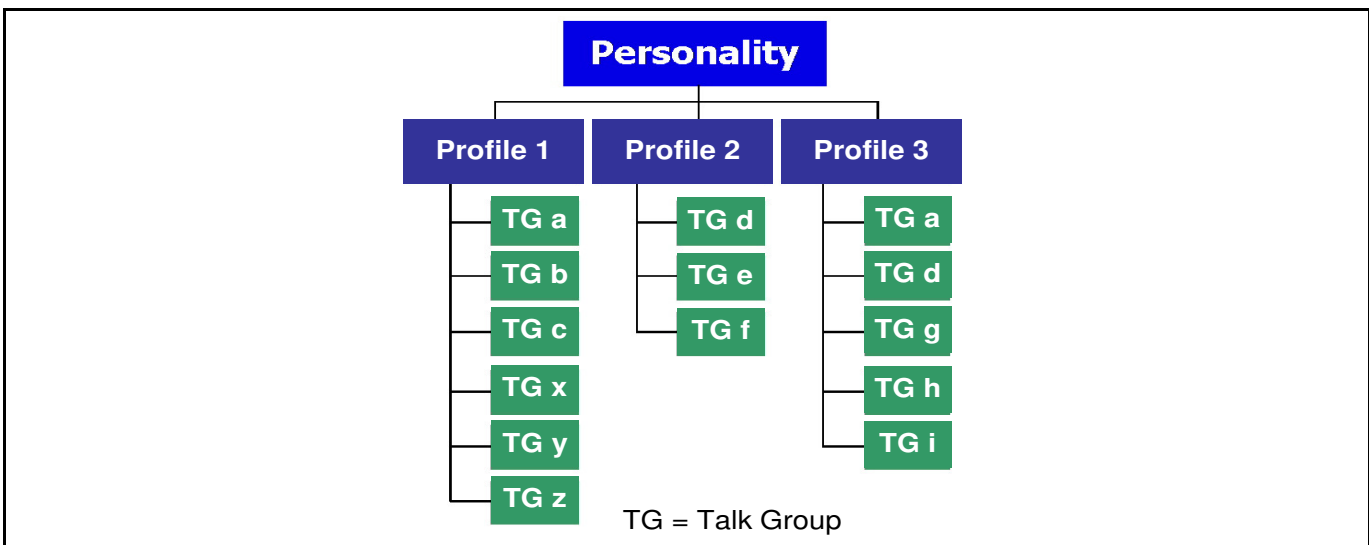 Personality
Profile 1
Profile 2
Profile 3
TG a
TG b
TG c
TG x
TG y
TG z
TG d
TG e
TG f
TG a
TG d
TG g
TG h
TG i
TG = Talk Group